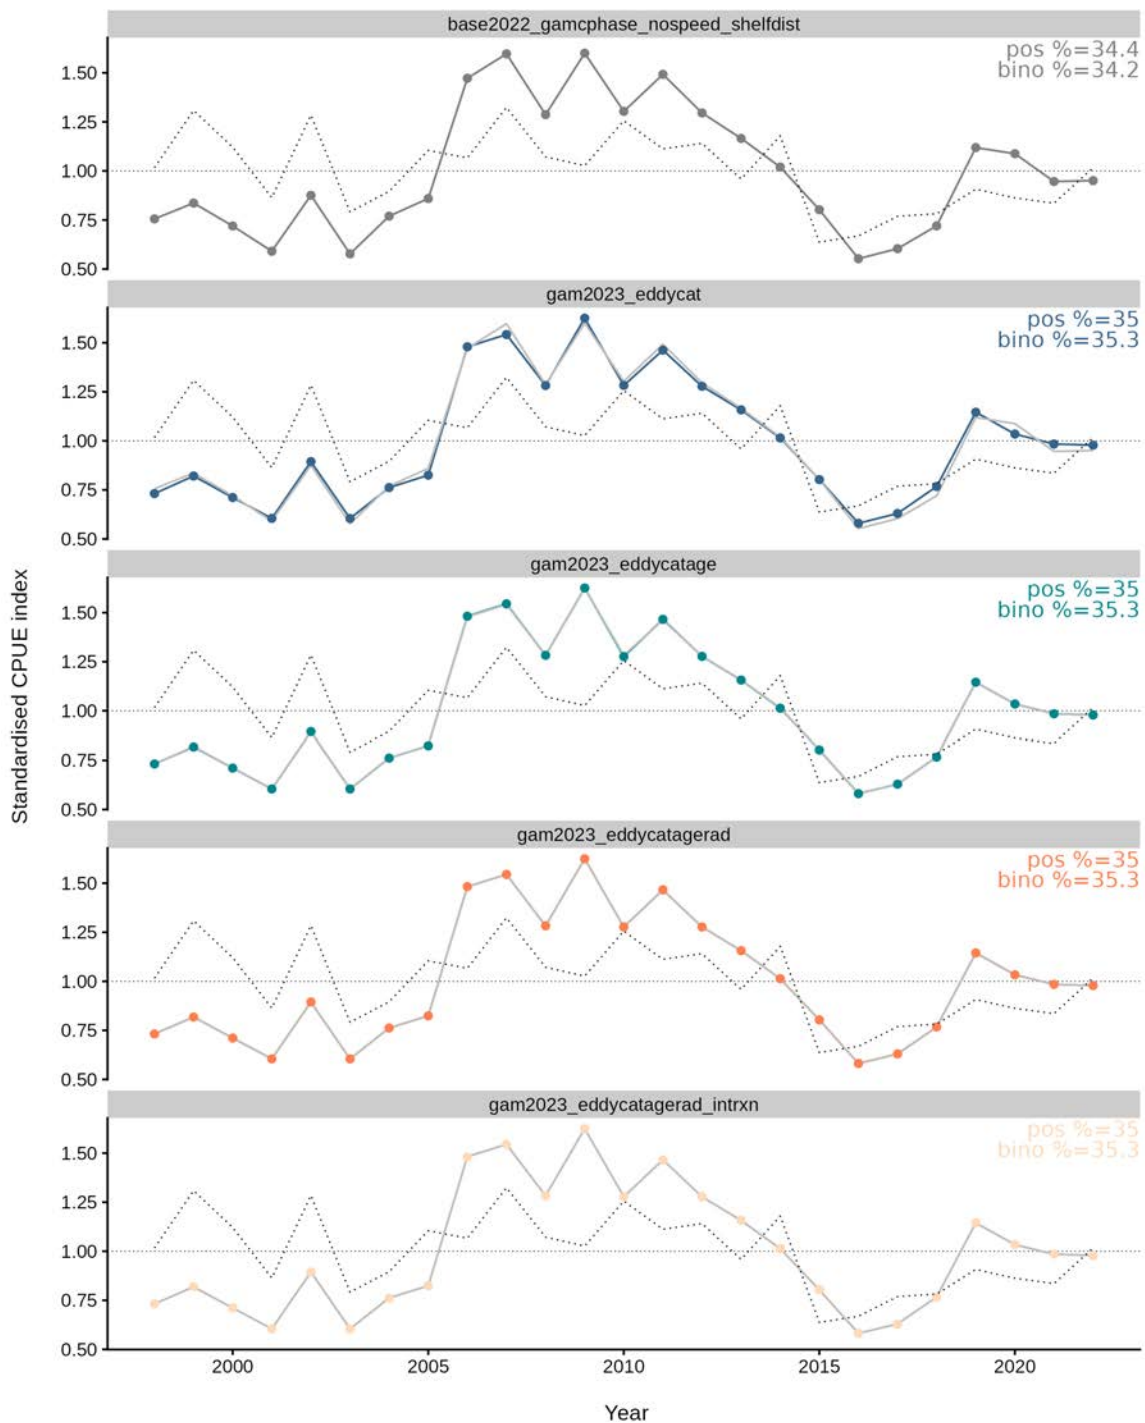 base2022_gamcphase_nospeed_shelfdist
pos %=34.4
bino %=34.2
1.50
1.25
1.00
0.75
0.50
gam2023_eddycat
pos %=35
bino %=35.3
1.50
1.25
1.00
0.75
0.50
gam2023_eddycatage
pos %=35
bino %=35.3
1.50
1.25
1.00
0.75
0.50
gam2023_eddycatagerad
pos %=35
bino %=35.3
1.50
1.25
1.00
0.75
0.50
gam2023_eddycatagerad_intrxn
pos %=35
bino %=35.3
1.50
1.25
1.00
0.75
0.50
2000 2005 2010 2015 2020
Standardised CPUE index
Year